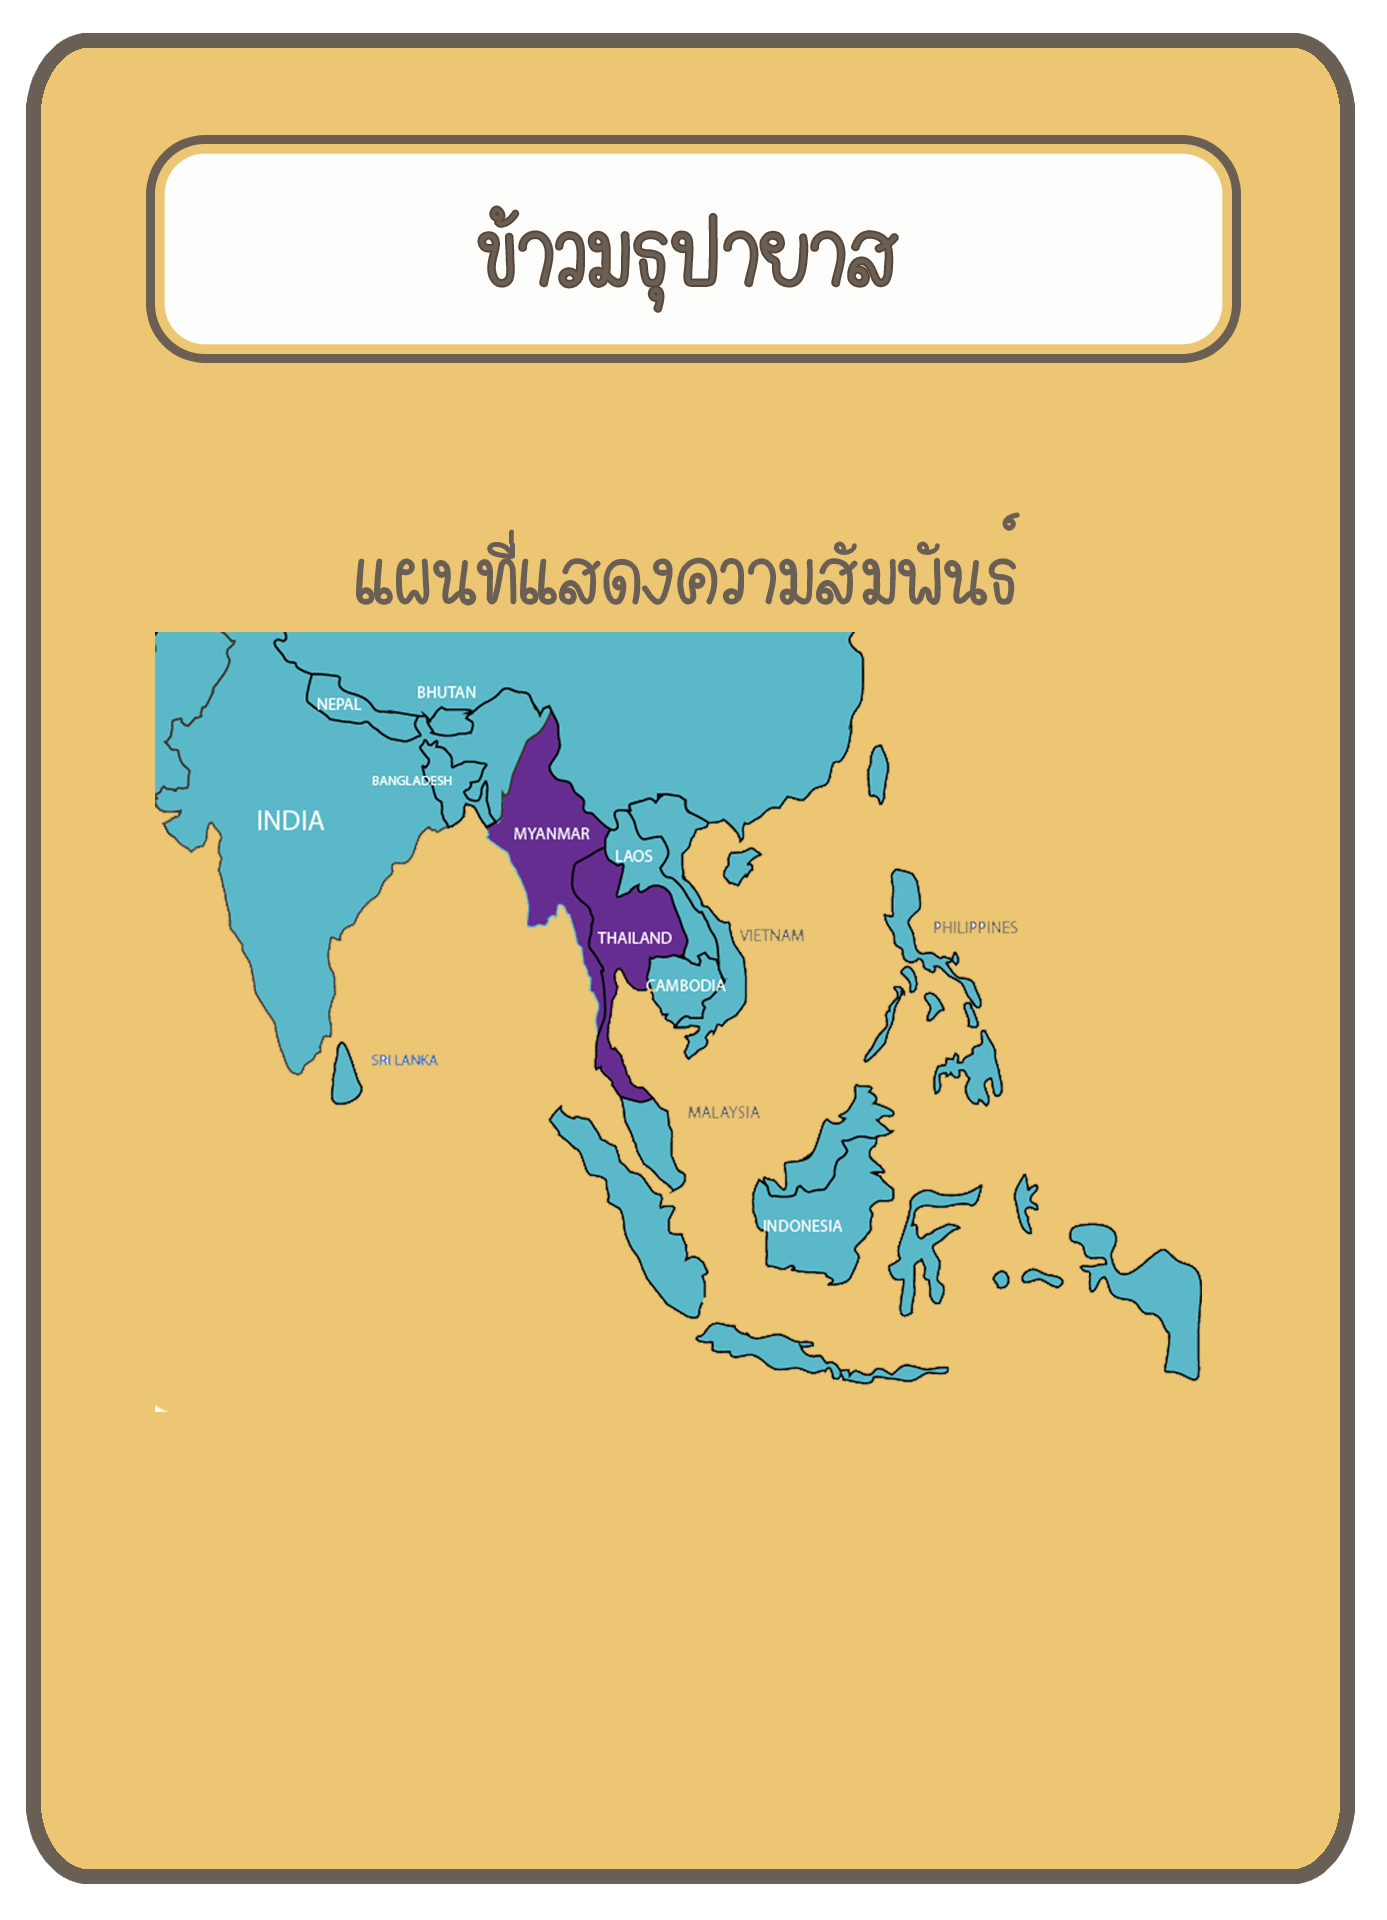 ข้าวมธุปายาส
แผนที่แสดงความสัมพันธ์
BHUTAN
NEPAL
BANGLADESH
INDIA
MYANMAR
LAOS
THAILAND
VIETNAM
PHILIPPINES
CAMBODIA
SRI LANKA
MALAYSIA
INDONESIA